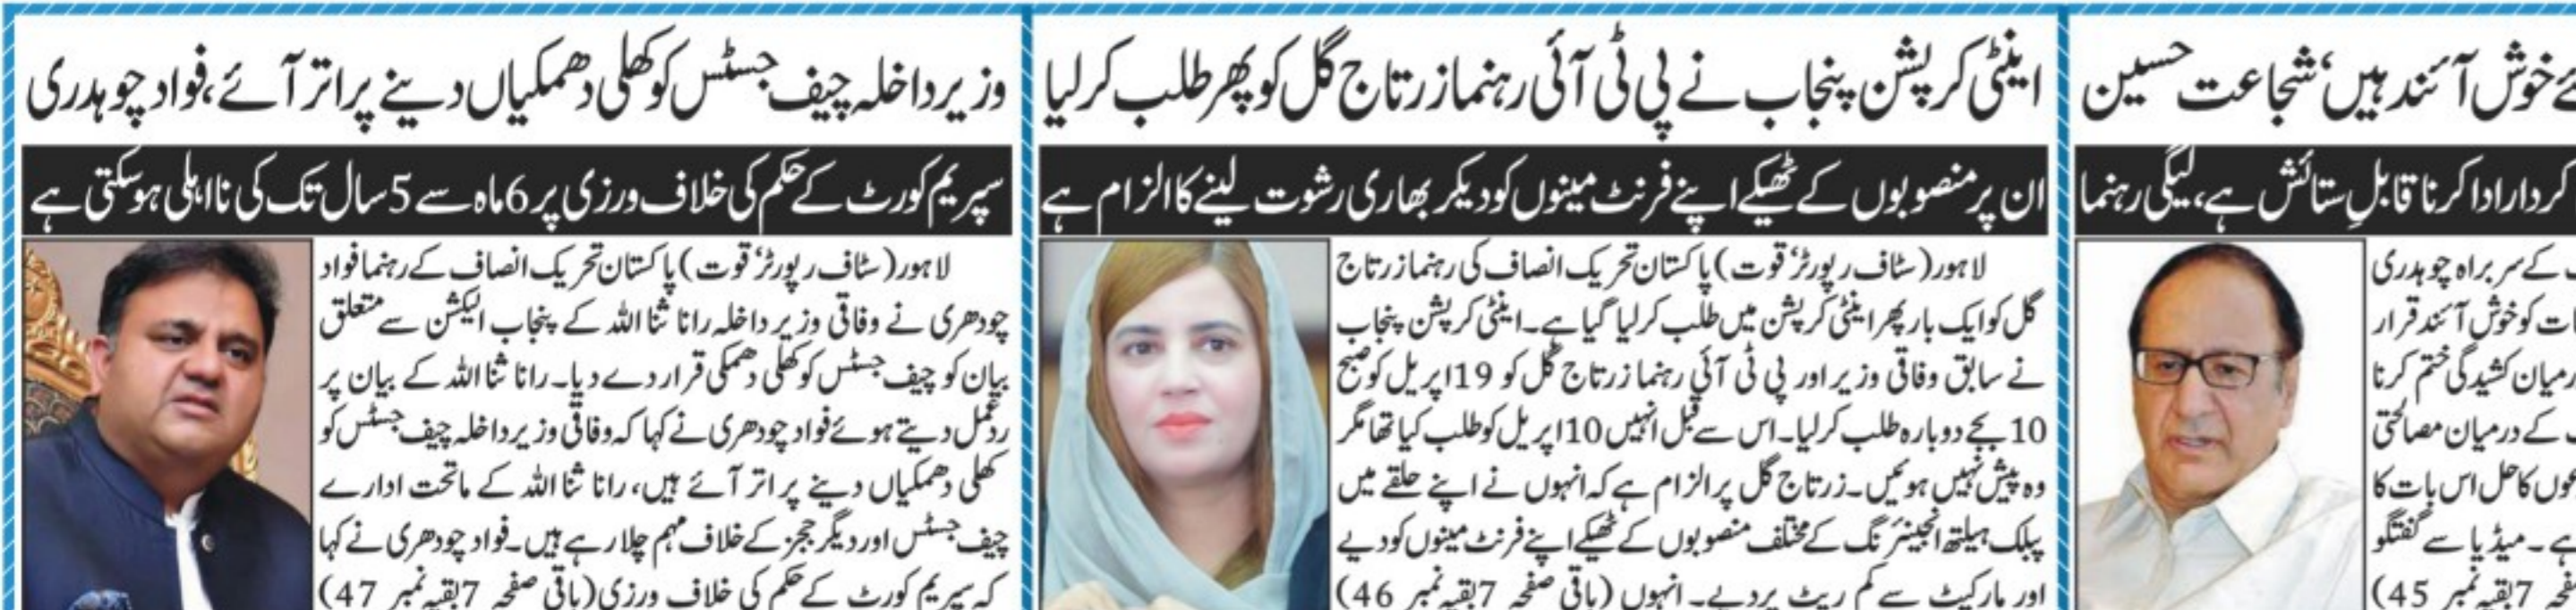 ئے خوش آئند ہیں‘ شجاعت حسین
کردار ادا کرنا قابلِ ستائش ہے، لیگی رہنما
کے سربراہ چوہدری
ات کو خوش آئند قرار
رمیان کشیدگی ختم کرنا
کے درمیان مصالحتی
موں کا حل اس بات کا
ہے۔ میڈیا سے گفتگو
7 بقیہ نمبر 45)
اینٹی کرپشن پنجاب نے پی ٹی آئی رہنما زرتاج گل کو پھر طلب کرلیا
ان پر منصوبوں کے ٹھیکے اپنے فرنٹ مینوں کو دیکر بھاری رشوت لینے کا الزام ہے
لاہور (سٹاف رپورٹر‘ قوت) پاکستان تحریک انصاف کی رہنما زرتاج
گل کو ایک بار پھر اینٹی کرپشن میں طلب کرلیا گیا ہے۔ اینٹی کرپشن پنجاب
نے سابق وفاقی وزیر اور پی ٹی آئی رہنما زرتاج گل کو 19 اپریل کو صبح
10 بجے دوبارہ طلب کرلیا۔ اس سے قبل انہیں 10 اپریل کو طلب کیا تھا مگر
وہ پیش نہیں ہوئیں۔ زرتاج گل پر الزام ہے کہ انہوں نے اپنے حلقے میں
پبلک ہیلتھ انجینئرنگ کے مختلف منصوبوں کے ٹھیکے اپنے فرنٹ مینوں کو دیے
اور مارکیٹ سے کم ریٹ پر دیے۔ انہوں (باقی صفحہ 7 بقیہ نمبر 46)
وزیر داخلہ چیف جسٹس کو کھلی دھمکیاں دینے پر اتر آئے، فواد چوہدری
سپریم کورٹ کے حکم کی خلاف ورزی پر 6 ماہ سے 5 سال تک کی نااہلی ہوسکتی ہے
لاہور (سٹاف رپورٹر‘ قوت) پاکستان تحریک انصاف کے رہنما فواد
چودھری نے وفاقی وزیر داخلہ رانا ثنا اللہ کے پنجاب الیکشن سے متعلق
بیان کو چیف جسٹس کو کھلی دھمکی قرار دے دیا۔ رانا ثنا اللہ کے بیان پر
ردعمل دیتے ہوئے فواد چودھری نے کہا کہ وفاقی وزیر داخلہ چیف جسٹس کو
کھلی دھمکیاں دینے پر اتر آئے ہیں، رانا ثنا اللہ کے ماتحت ادارے
چیف جسٹس اور دیگر ججز کے خلاف مہم چلا رہے ہیں۔ فواد چودھری نے کہا
کہ سپریم کورٹ کے حکم کی خلاف ورزی (باقی صفحہ 7 بقیہ نمبر 47)